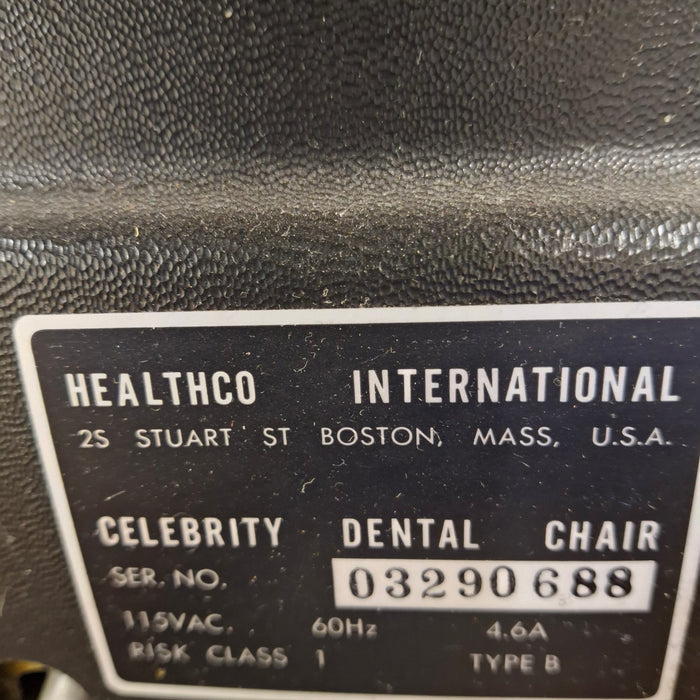 HEALTHCO INTERNATIONAL
25 STUART ST BOSTON, MASS, U.S.A.
CELEBRITY DENTAL CHAIR
SER. NO. 03290688
115VAC. 60Hz 4.6A
RISK CLASS 1 TYPE B